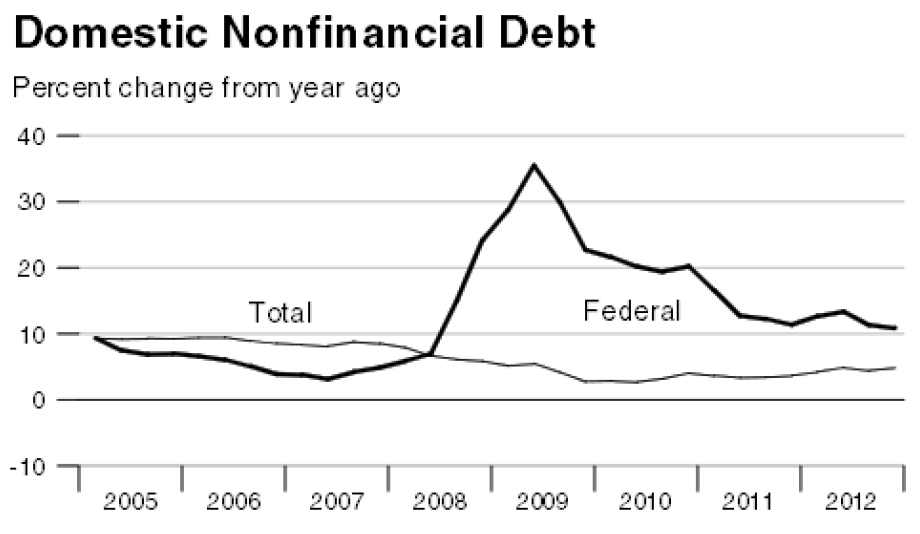 Domestic Nonfinancial Debt
Percent change from year ago
40
30
20
Total
Federal
10
0
-10
2005 2006 2007 2008 2009 2010 2011 2012